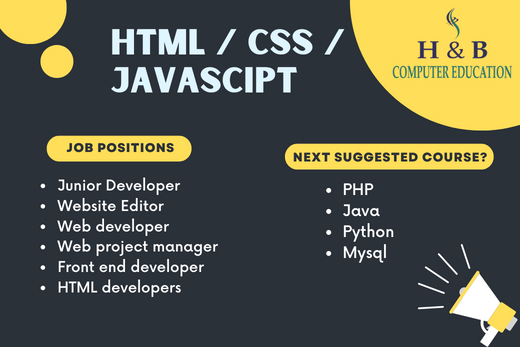 HTML / CSS /
JAVASCIPT
H & B
COMPUTER EDUCATION
JOB POSITIONS
• Junior Developer
• Website Editor
• Web developer
• Web project manager
• Front end developer
• HTML developers
NEXT SUGGESTED COURSE?
• PHP
• Java
• Python
• Mysql